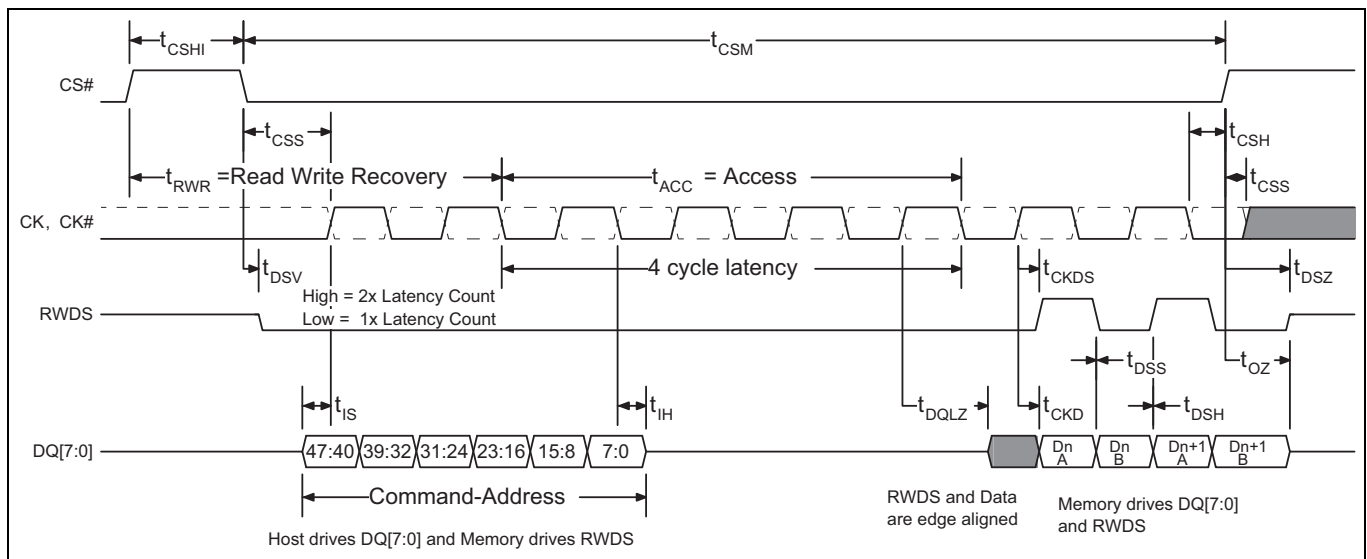 tCSHI
tCSM
CS#
tCSS
tCSH
tRWR =Read Write Recovery
tACC = Access
tCSS
CK, CK#
4 cycle latency
tDSV
tCKDS
tDSZ
High = 2x Latency Count
Low = 1x Latency Count
RWDS
tDSS
tOZ
tIS
tIH
tDQLZ
tCKD
tDSH
DQ[7:0]
47:40 39:32 31:24 23:16 15:8 7:0
Dn A
Dn B
Dn+1 A
Dn+1 B
Command-Address
RWDS and Data
are edge aligned
Memory drives DQ[7:0]
and RWDS
Host drives DQ[7:0] and Memory drives RWDS